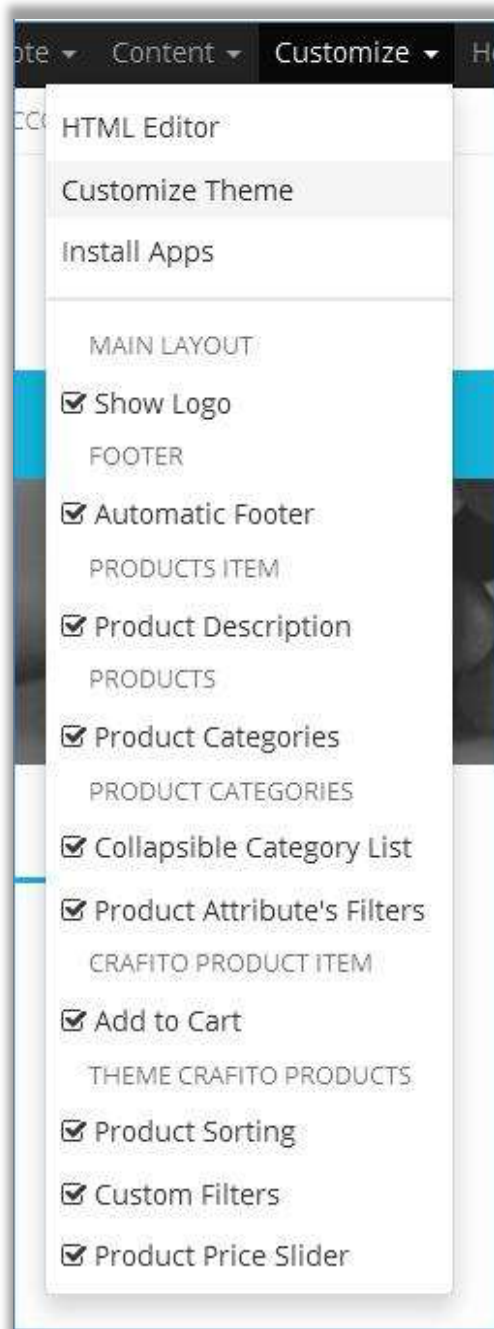 Content
Customize
HTML Editor
Customize Theme
Install Apps
MAIN LAYOUT
Show Logo
FOOTER
Automatic Footer
PRODUCTS ITEM
Product Description
PRODUCTS
Product Categories
PRODUCT CATEGORIES
Collapsible Category List
Product Attribute's Filters
CRAFITO PRODUCT ITEM
Add to Cart
THEME CRAFITO PRODUCTS
Product Sorting
Custom Filters
Product Price Slider